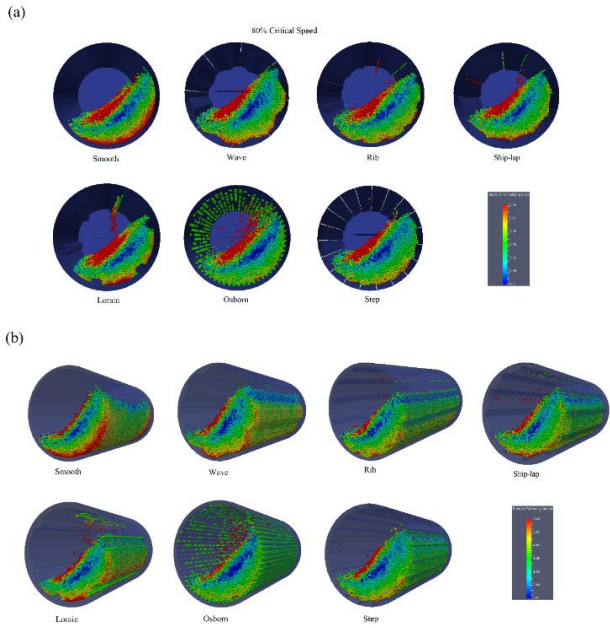 (a)
80% Critical Speed
Smooth Wave Rib Ship-lap
Lorain Osborn Step
(b)
Smooth Wave Rib Ship-lap
Lorain Osborn Step